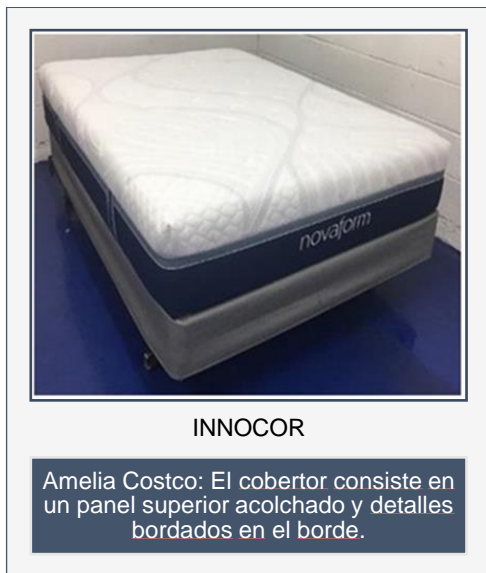 novaform
INNOCOR
Amelia Costco: El cobertor consiste en
un panel superior acolchado y detalles
bordados en el borde.